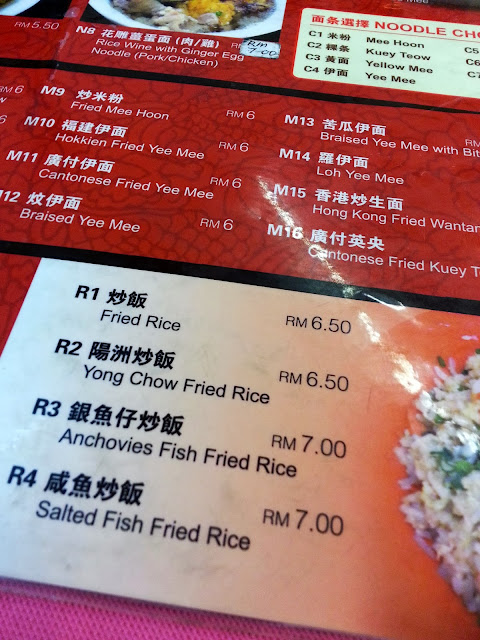 RM 5.50
N8 花雕薑蛋面 (肉/雞)
Rice Wine with Ginger Egg
Noodle (Pork/Chicken)
RM
7.00
面条選擇 NOODLE CHO
C1 米粉 Mee Hoon
C2 粿条 Kuey Teow
C3 黃面 Yellow Mee
C4 伊面 Yee Mee
C5
C6
C7
M9 炒米粉 RM 6
Fried Mee Hoon
M10 福建伊面 RM 6
Hokkien Fried Yee Mee
M11 廣付伊面 RM 6
Cantonese Fried Yee Mee
M12 炆伊面 RM 6
Braised Yee Mee
M13 苦瓜伊面
Braised Yee Mee with Bit
M14 羅伊面
Loh Yee Mee
M15 香港炒生面
Hong Kong Fried Wantan
M16 廣付英央
Cantonese Fried Kuey T
R1 炒飯 RM 6.50
Fried Rice
R2 陽洲炒飯 RM 6.50
Yong Chow Fried Rice
R3 銀魚仔炒飯 RM 7.00
Anchovies Fish Fried Rice
R4 咸魚炒飯 RM 7.00
Salted Fish Fried Rice